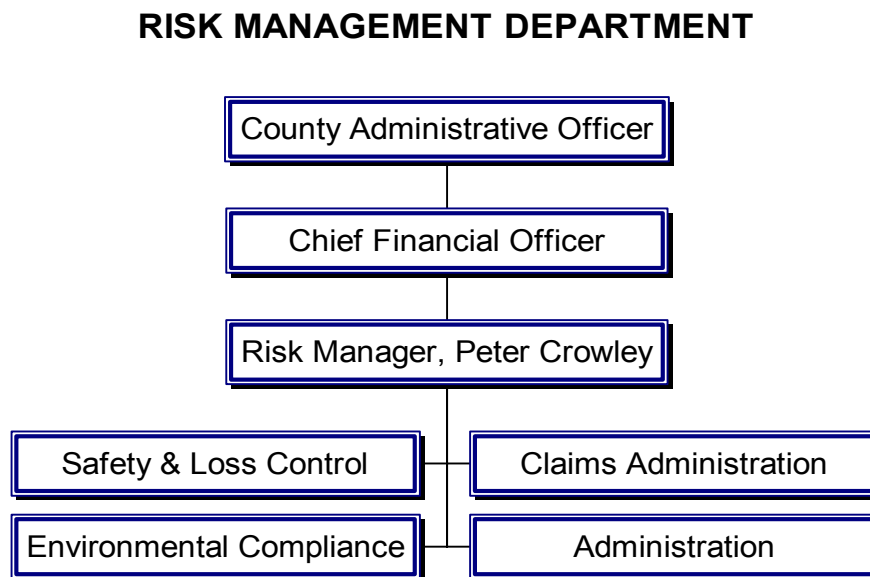 RISK MANAGEMENT DEPARTMENT
County Administrative Officer
Chief Financial Officer
Risk Manager, Peter Crowley
Safety & Loss Control
Claims Administration
Environmental Compliance
Administration